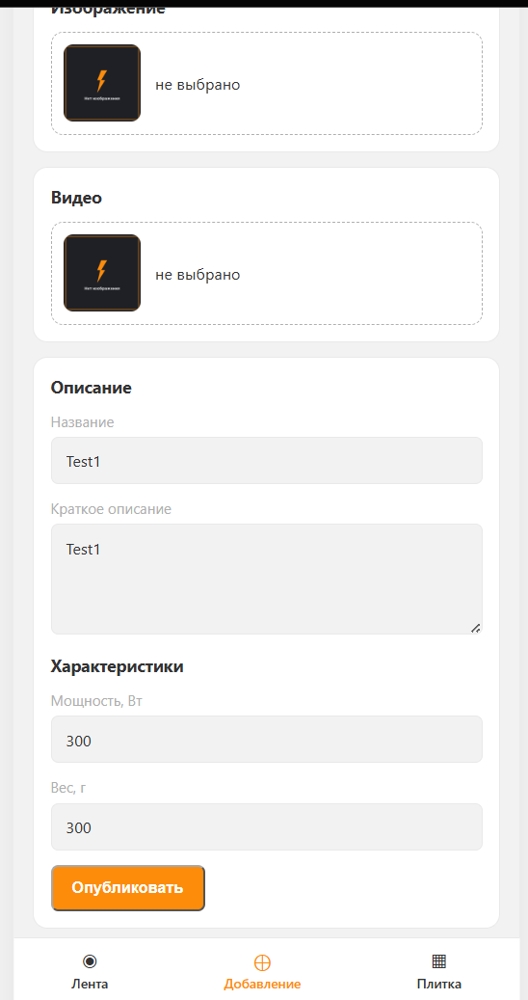 Изображение
Нет изображения
не выбрано
Видео
Нет изображения
не выбрано
Описание
Название
Test1
Краткое описание
Test1
Характеристики
Мощность, Вт
300
Вес, г
300
Опубликовать
Лента
Добавление
Плитка